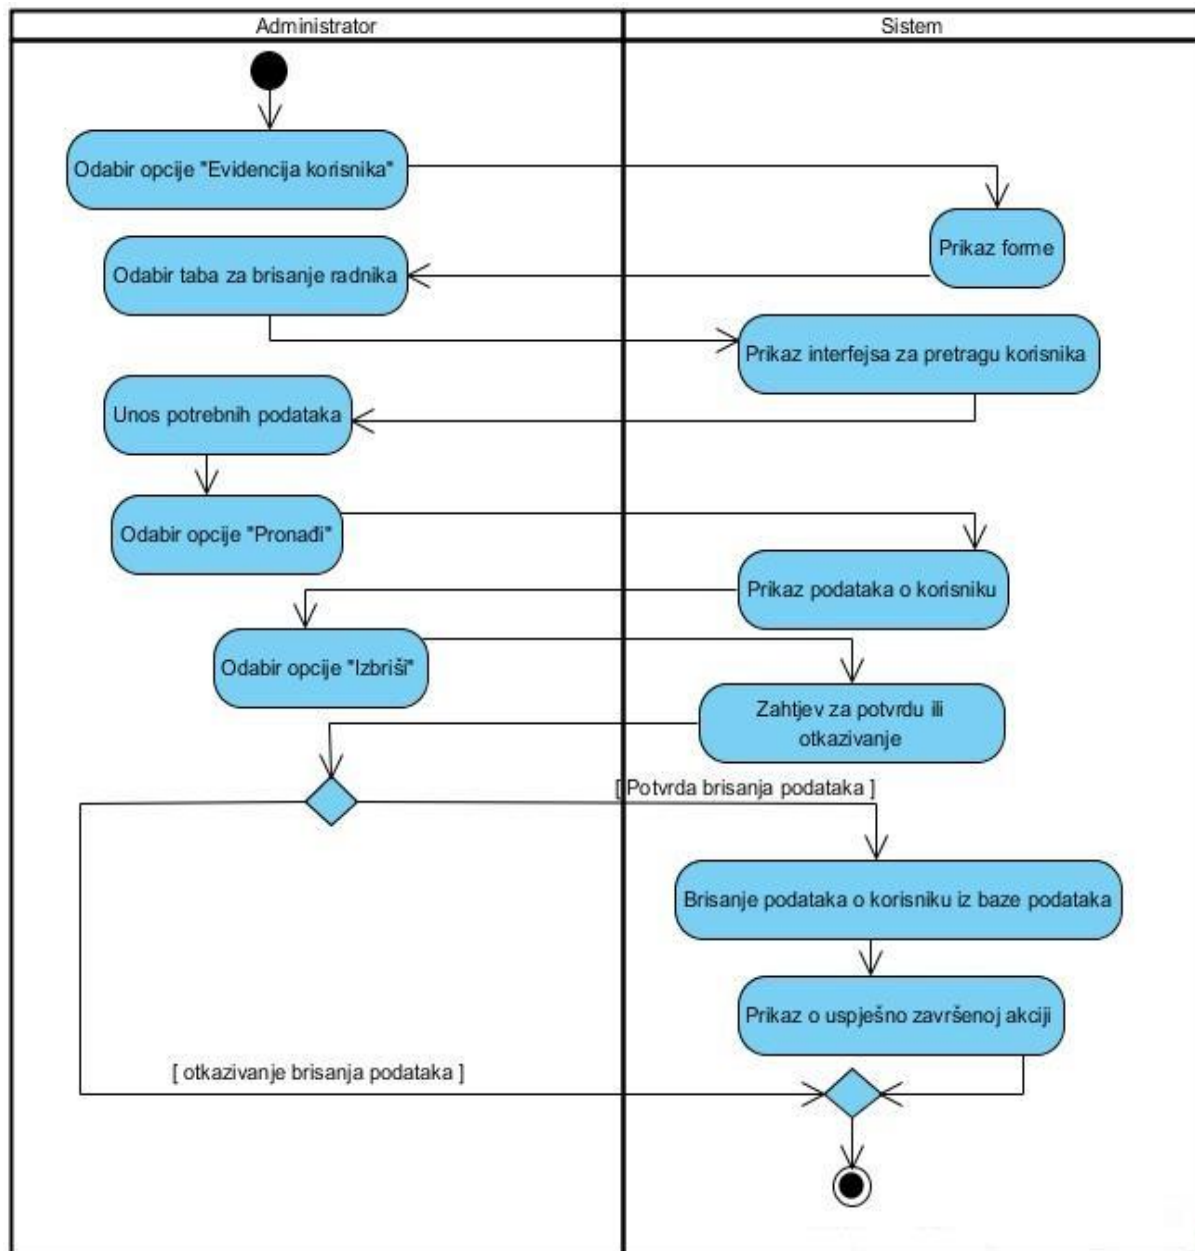 Administrator
Sistem
Odabir opcije "Evidencija korisnika"
Prikaz forme
Odabir taba za brisanje radnika
Prikaz interfejsa za pretragu korisnika
Unos potrebnih podataka
Odabir opcije "Pronađi"
Prikaz podataka o korisniku
Odabir opcije "Izbriši"
Zahtjev za potvrdu ili
otkazivanje
[ Potvrda brisanja podataka ]
Brisanje podataka o korisniku iz baze podataka
Prikaz o uspješno završenoj akciji
[ otkazivanje brisanja podataka ]